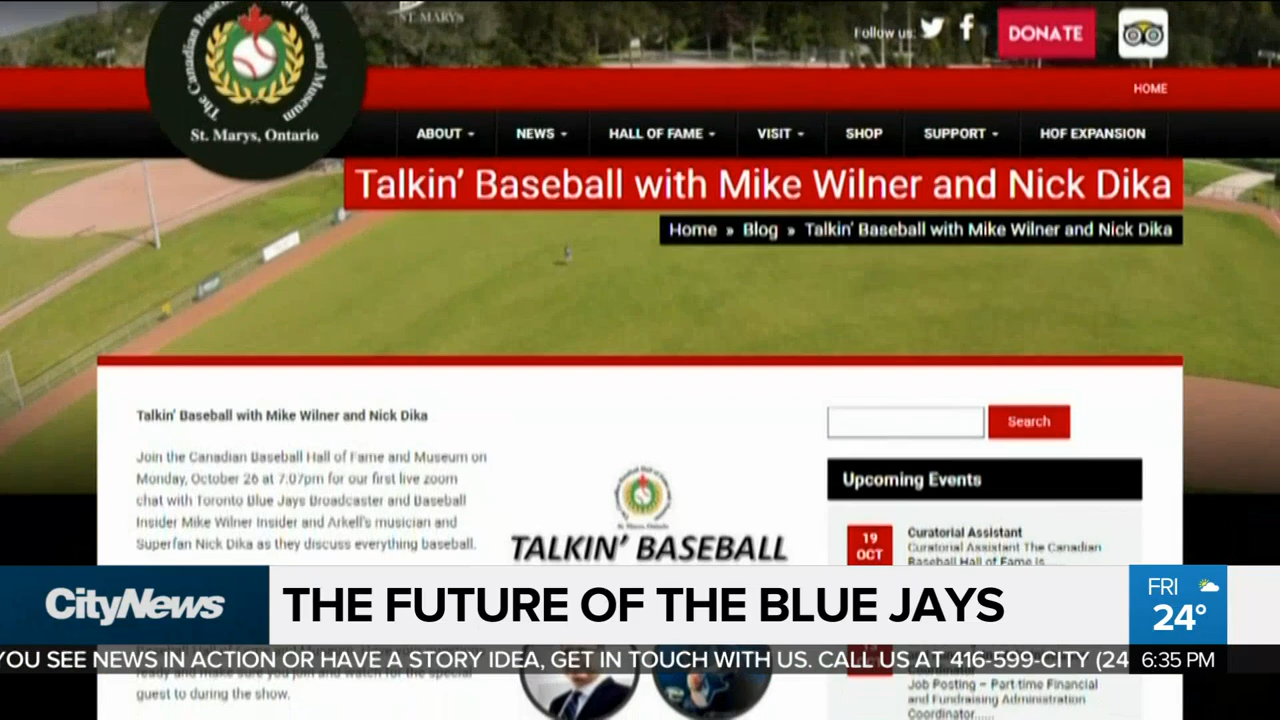 ST. MARYS
The Canadian Baseball Hall of Fame and Museum
St. Marys, Ontario
Follow us:
DONATE
HOME
ABOUT
NEWS
HALL OF FAME
VISIT
SHOP
SUPPORT
HOF EXPANSION
Talkin' Baseball with Mike Wilner and Nick Dika
Home » Blog » Talkin' Baseball with Mike Wilner and Nick Dika
Talkin' Baseball with Mike Wilner and Nick Dika
Join the Canadian Baseball Hall of Fame and Museum on
Monday, October 26 at 7:07pm for our first live zoom
chat with Toronto Blue Jays Broadcaster and Baseball
Insider Mike Wilner Insider and Arkell's musician and
Superfan Nick Dika as they discuss everything baseball.
TALKIN' BASEBALL
Search
Upcoming Events
19
OCT
Curatorial Assistant
Curatorial Assistant The Canadian
Baseball Hall of Fame is......
CityNews
THE FUTURE OF THE BLUE JAYS
FRI
24°
YOU SEE NEWS IN ACTION OR HAVE A STORY IDEA, GET IN TOUCH WITH US. CALL US AT 416-599-CITY (24
6:35 PM
ready and make sure you join and watch for the special
guest to during the show.
Coordinator
Job Posting – Part-time Financial
and Fundraising Administration
Coordinator......